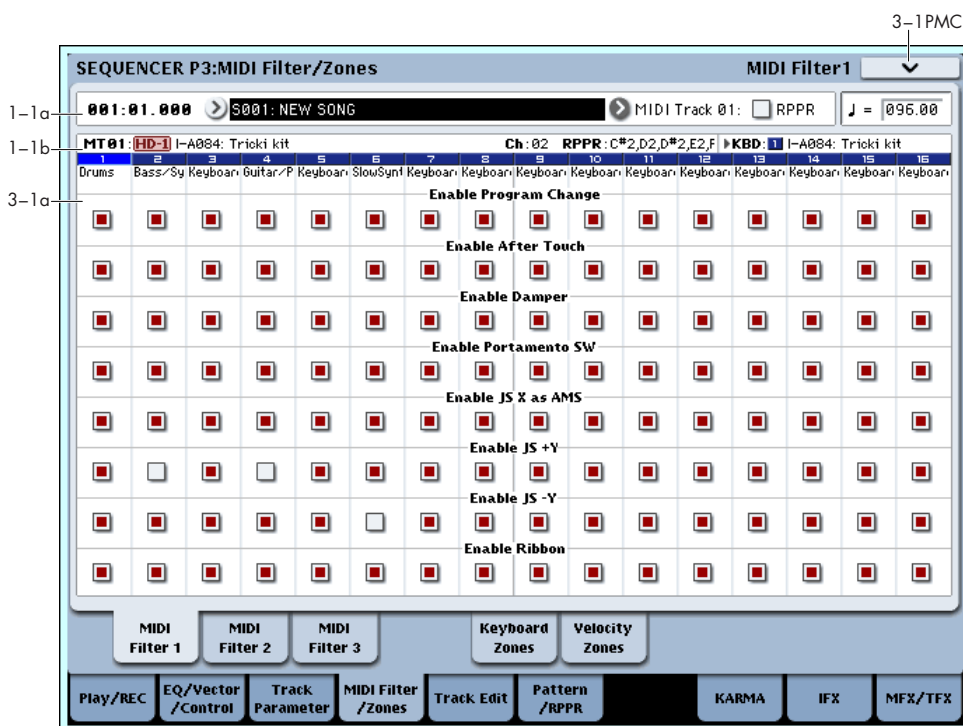 3–1PMC
SEQUENCER P3:MIDI Filter/Zones MIDI Filter1
1–1a
001:01.000 S001: NEW SONG MIDI Track 01: RPPR ♩ = 096.00
1–1b
MT01: HD-1 I-A084: Tricki kit Ch:02 RPPR:C#2,D2,D#2,E2,F ▶KBD: 1 I-A084: Tricki kit
1 2 3 4 5 6 7 8 9 10 11 12 13 14 15 16
Drums Bass/Sy Keyboar Guitar/P Keyboar SlowSynt Keyboar Keyboar Keyboar Keyboar Keyboar Keyboar Keyboar Keyboar Keyboar Keyboar
3–1a
Enable Program Change
Enable After Touch
Enable Damper
Enable Portamento SW
Enable JS X as AMS
Enable JS +Y
Enable JS -Y
Enable Ribbon
MIDI Filter 1
MIDI Filter 2
MIDI Filter 3
Keyboard Zones
Velocity Zones
Play/REC
EQ/Vector /Control
Track Parameter
MIDI Filter /Zones
Track Edit
Pattern /RPPR
KARMA
IFX
MFX/TFX